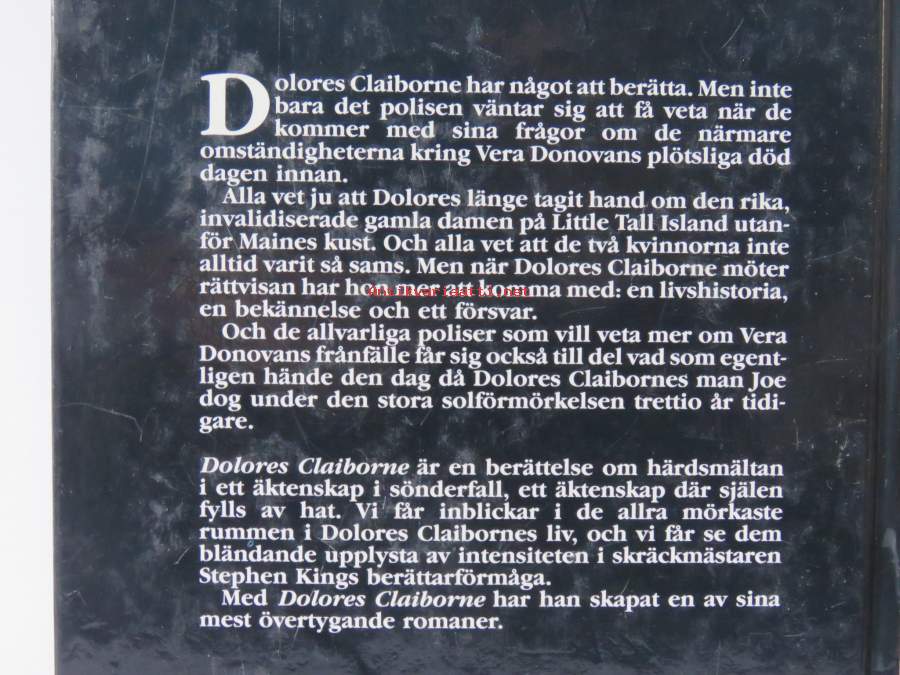 Dolores Claiborne har något att berätta. Men inte
bara det polisen väntar sig att få veta när de
kommer med sina frågor om de närmare
omständigheterna kring Vera Donovans plötsliga död
dagen innan.
Alla vet ju att Dolores länge tagit hand om den rika,
invalidiserade gamla damen på Little Tall Island utan-
för Maines kust. Och alla vet att de två kvinnorna inte
alltid varit så sams. Men när Dolores Claiborne möter
rättvisan har hon mer att komma med: en livshistoria,
Antikvariaatti.net
en bekännelse och ett försvar.
Och de allvarliga poliser som vill veta mer om Vera
Donovans frånfälle får sig också till del vad som egent-
ligen hände den dag då Dolores Claibornes man Joe
dog under den stora solförmörkelsen trettio år tidi-
gare.
Dolores Claiborne är en berättelse om härdsmältan
i ett äktenskap i sönderfall, ett äktenskap där själen
fylls av hat. Vi får inblickar i de allra mörkaste
rummen i Dolores Claibornes liv, och vi får se dem
bländande upplysta av intensiteten i skräckmästaren
Stephen Kings berättarförmåga.
Med Dolores Claiborne har han skapat en av sina
mest övertygande romaner.